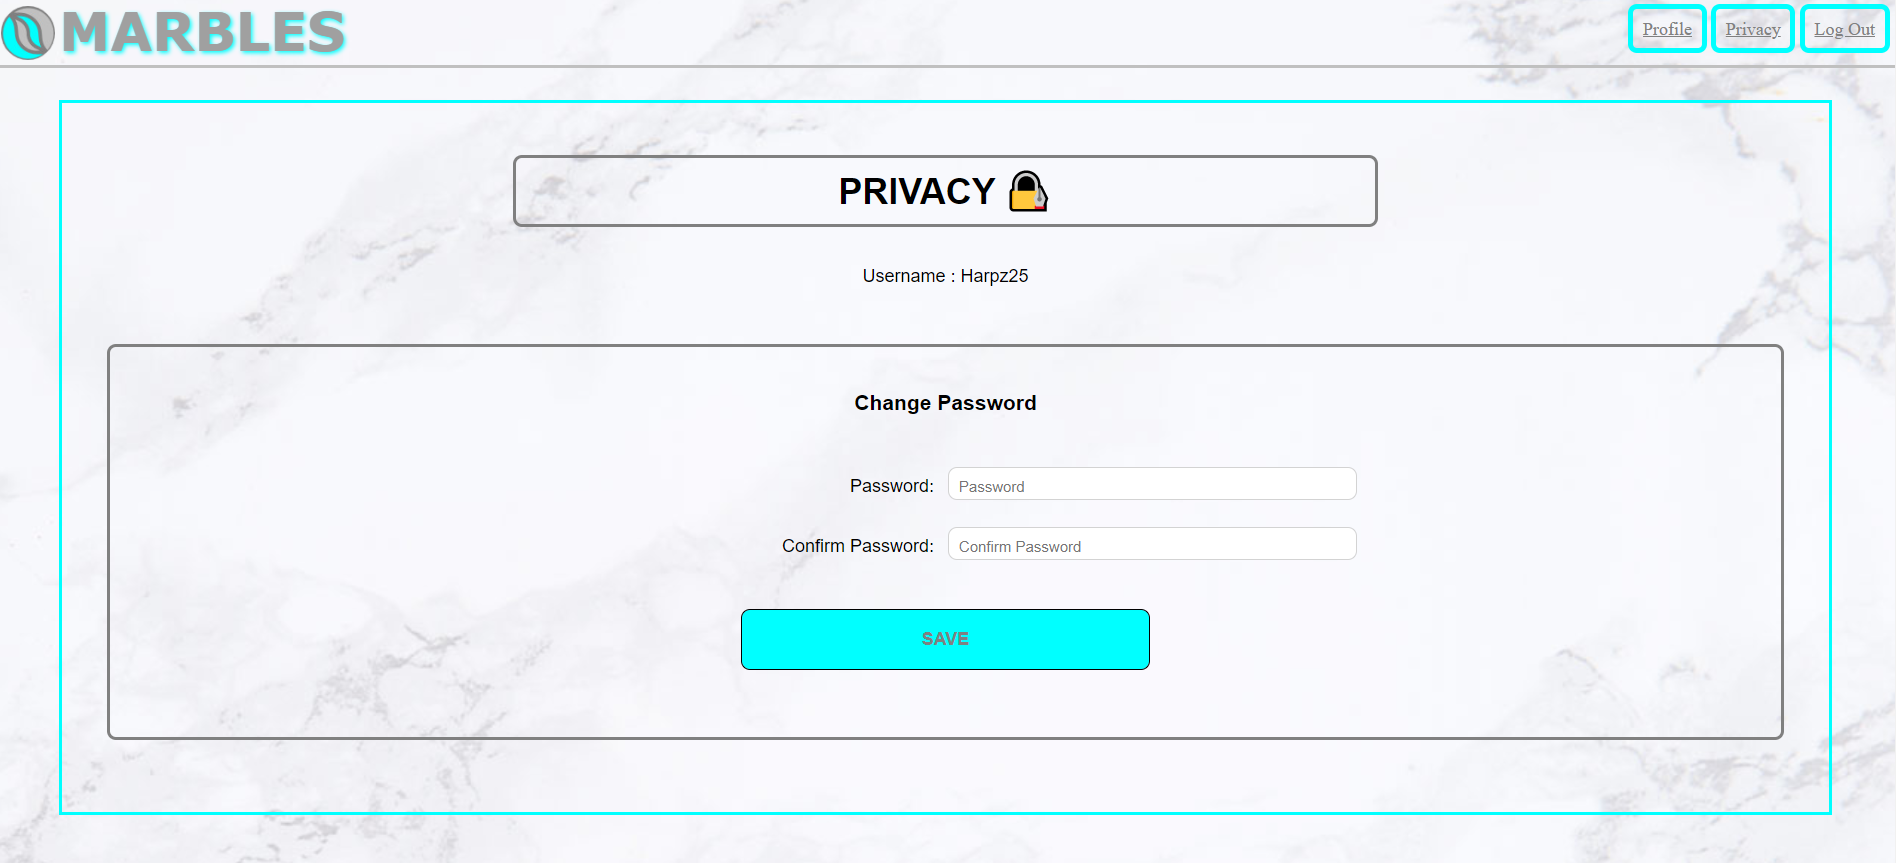 MARBLES
Profile Privacy Log Out
PRIVACY
Username : Harpz25
Change Password
Password: Password
Confirm Password: Confirm Password
SAVE